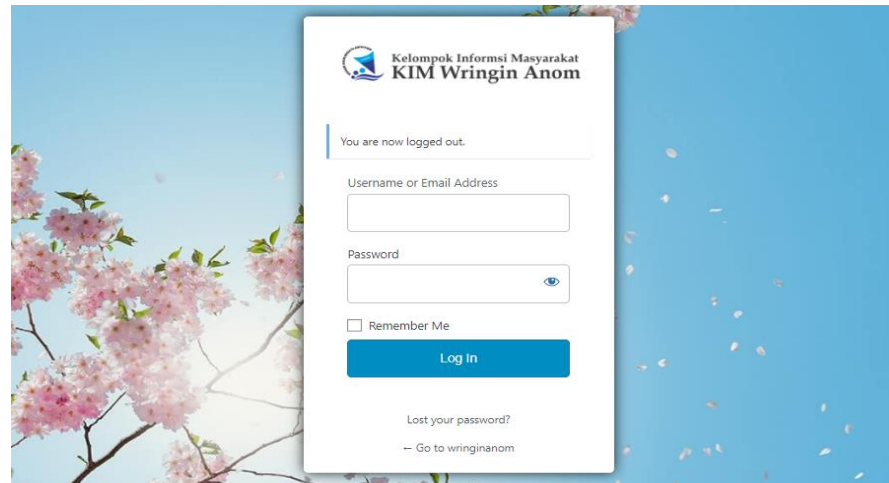 Kelompok Informsi Masyarakat
KIM Wringin Anom
You are now logged out.
Username or Email Address
Password
Remember Me
Log In
Lost your password?
← Go to wringinanom